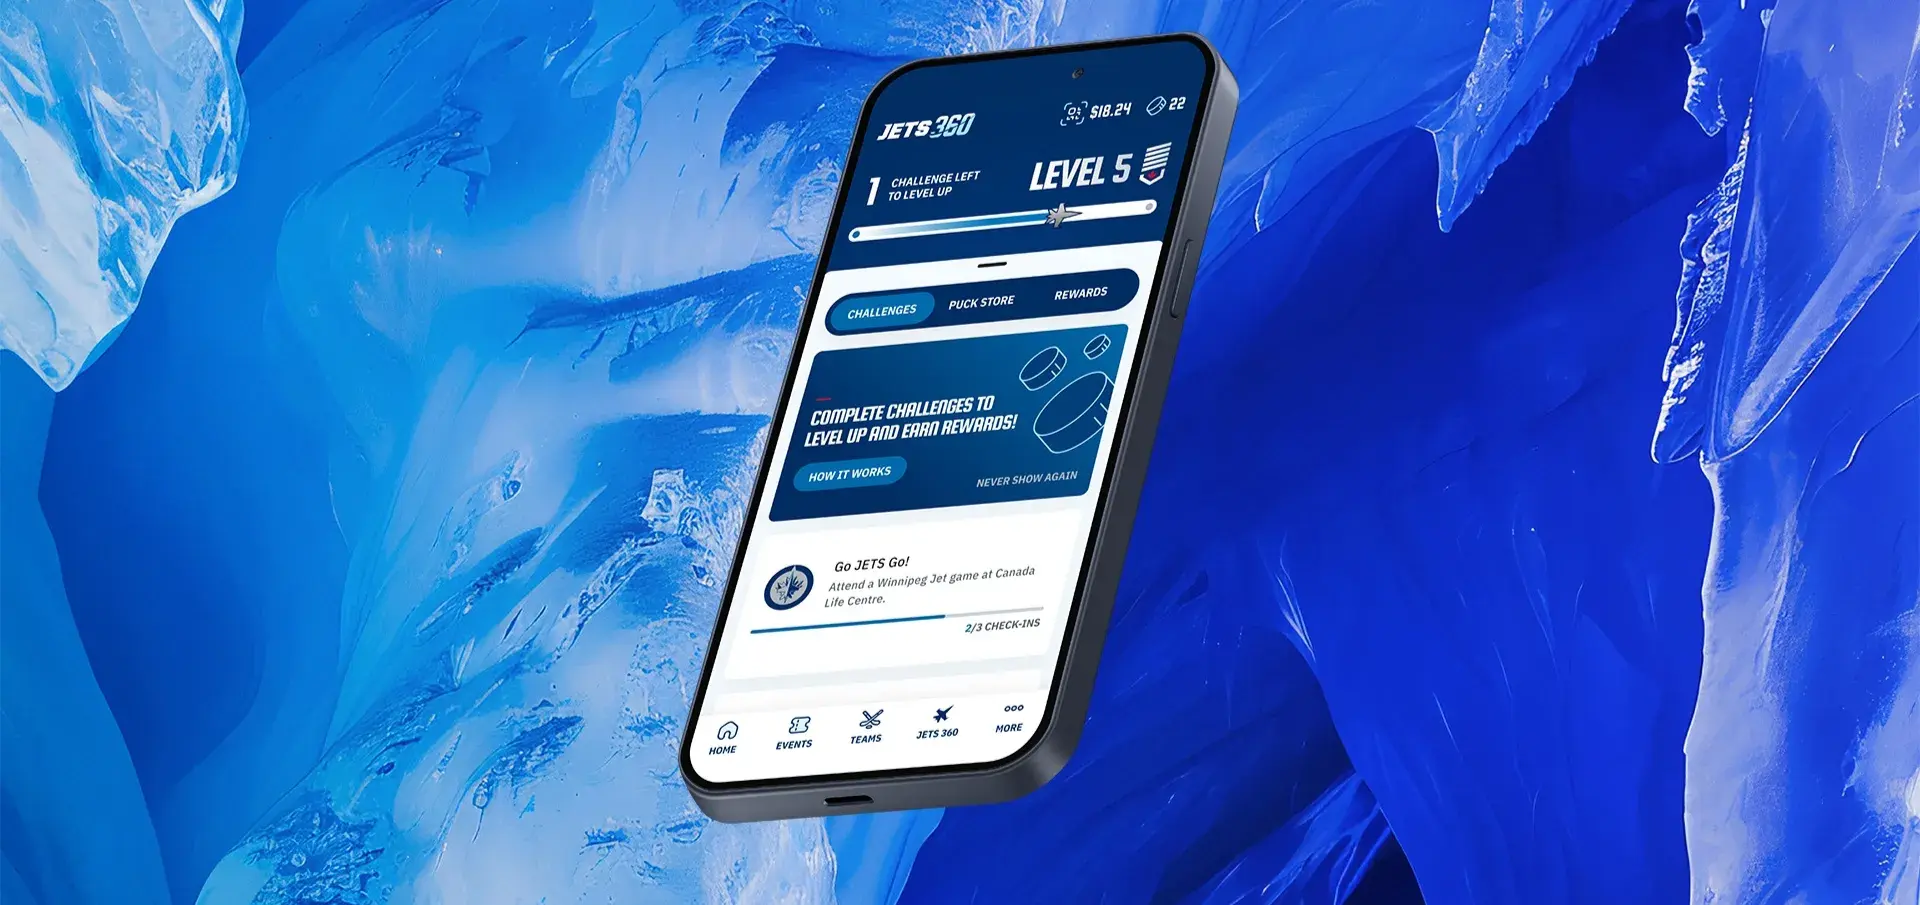 JETS 360
$18.24
22
1
CHALLENGE LEFT
TO LEVEL UP
LEVEL 5
CHALLENGES
PUCK STORE
REWARDS
COMPLETE CHALLENGES TO
LEVEL UP AND EARN REWARDS!
HOW IT WORKS
NEVER SHOW AGAIN
Go JETS Go!
Attend a Winnipeg Jet game at Canada
Life Centre.
2/3 CHECK-INS
HOME
EVENTS
TEAMS
JETS 360
MORE